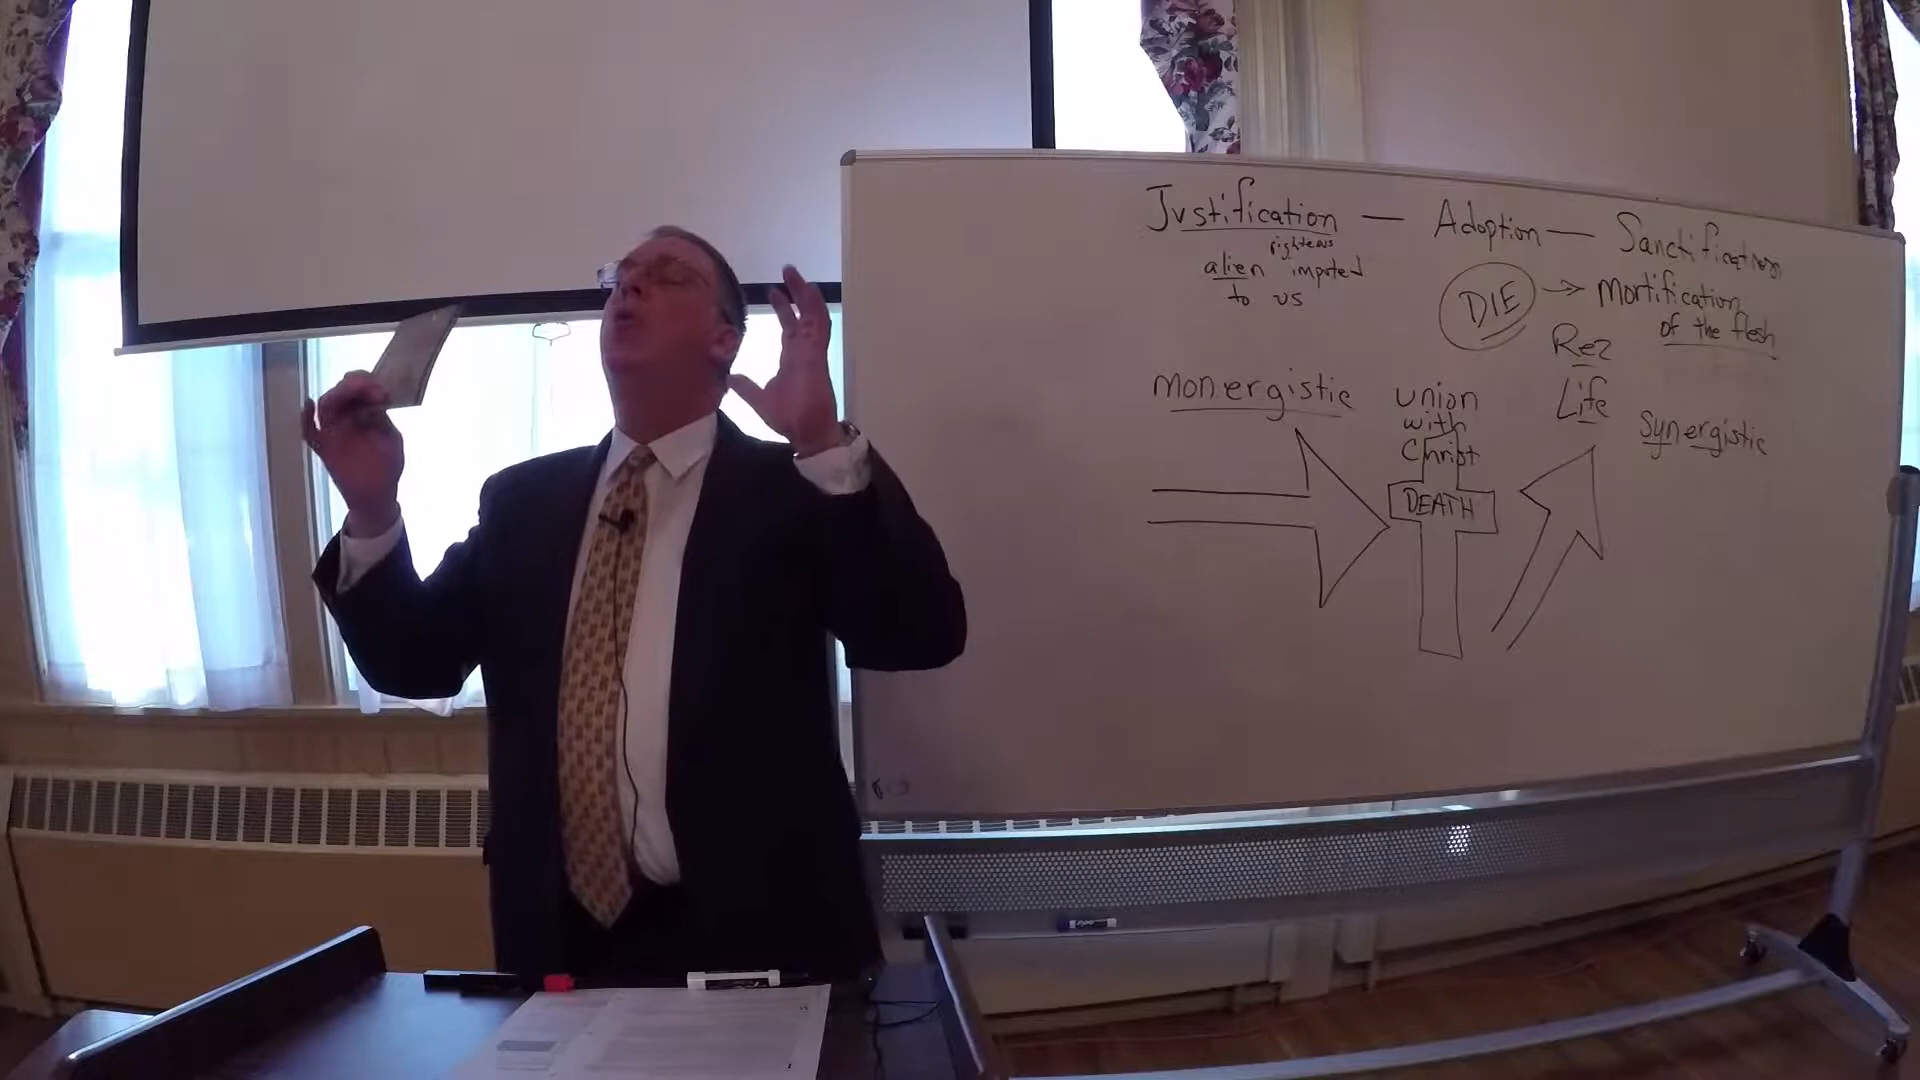 Justification — Adoption — Sanctification
righteous
alien imputed
to us
DIE → Mortification
of the flesh
Rez
Life
monergistic
union
with
Christ
Synergistic
DEATH